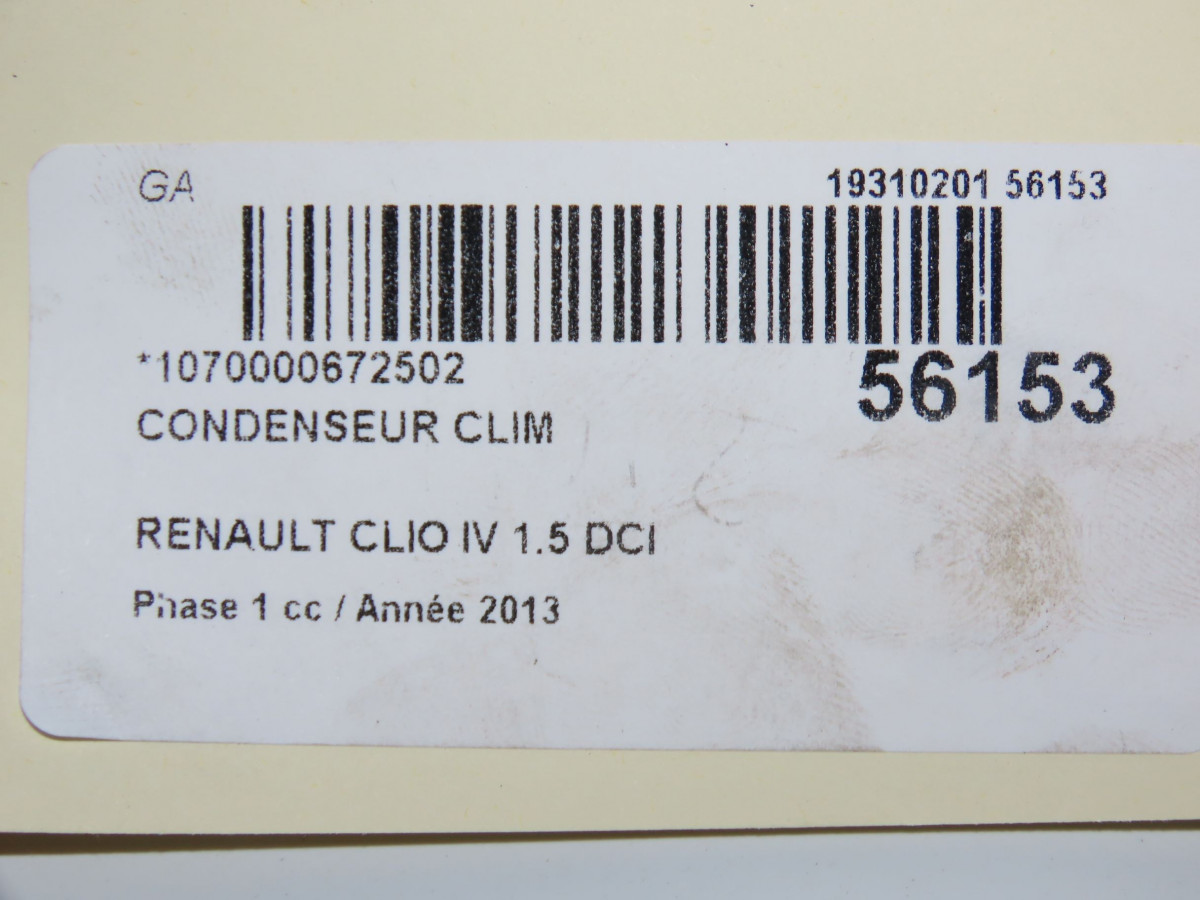 GA
19310201 56153
*1070000672502
56153
CONDENSEUR CLIM
RENAULT CLIO IV 1.5 DCI
Phase 1 cc / Année 2013